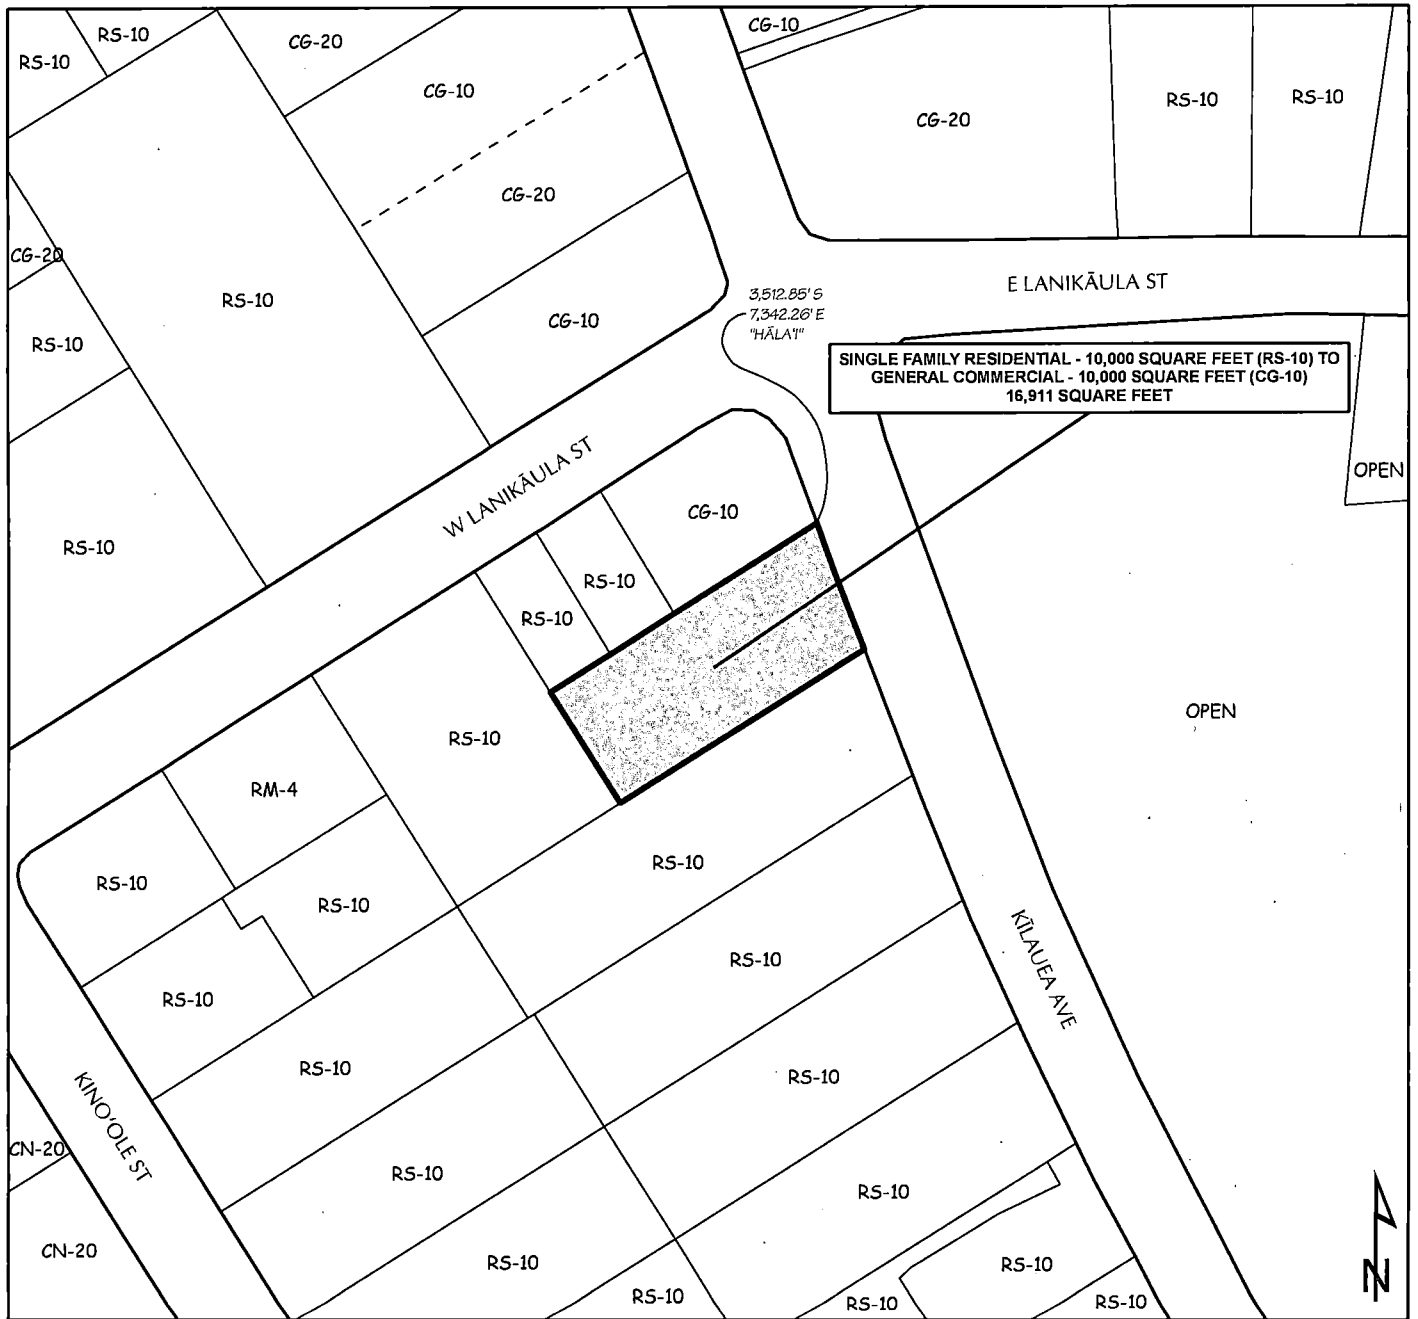 RS-10
RS-10
CG-20
CG-10
CG-10
CG-20
RS-10
RS-10
CG-20
CG-20
RS-10
RS-10
CG-10
E LANIKĀULA ST
3,512.85' S
7,342.26' E
"HĀLA'I"
SINGLE FAMILY RESIDENTIAL - 10,000 SQUARE FEET (RS-10) TO
GENERAL COMMERCIAL - 10,000 SQUARE FEET (CG-10)
16,911 SQUARE FEET
OPEN
W LANIKĀULA ST
CG-10
RS-10
RS-10
RS-10
OPEN
RS-10
RM-4
RS-10
RS-10
RS-10
RS-10
RS-10
KĪLAUEA AVE
RS-10
RS-10
KINO'OLE ST
CN-20
RS-10
RS-10
CN-20
RS-10
RS-10
RS-10
RS-10
RS-10
N